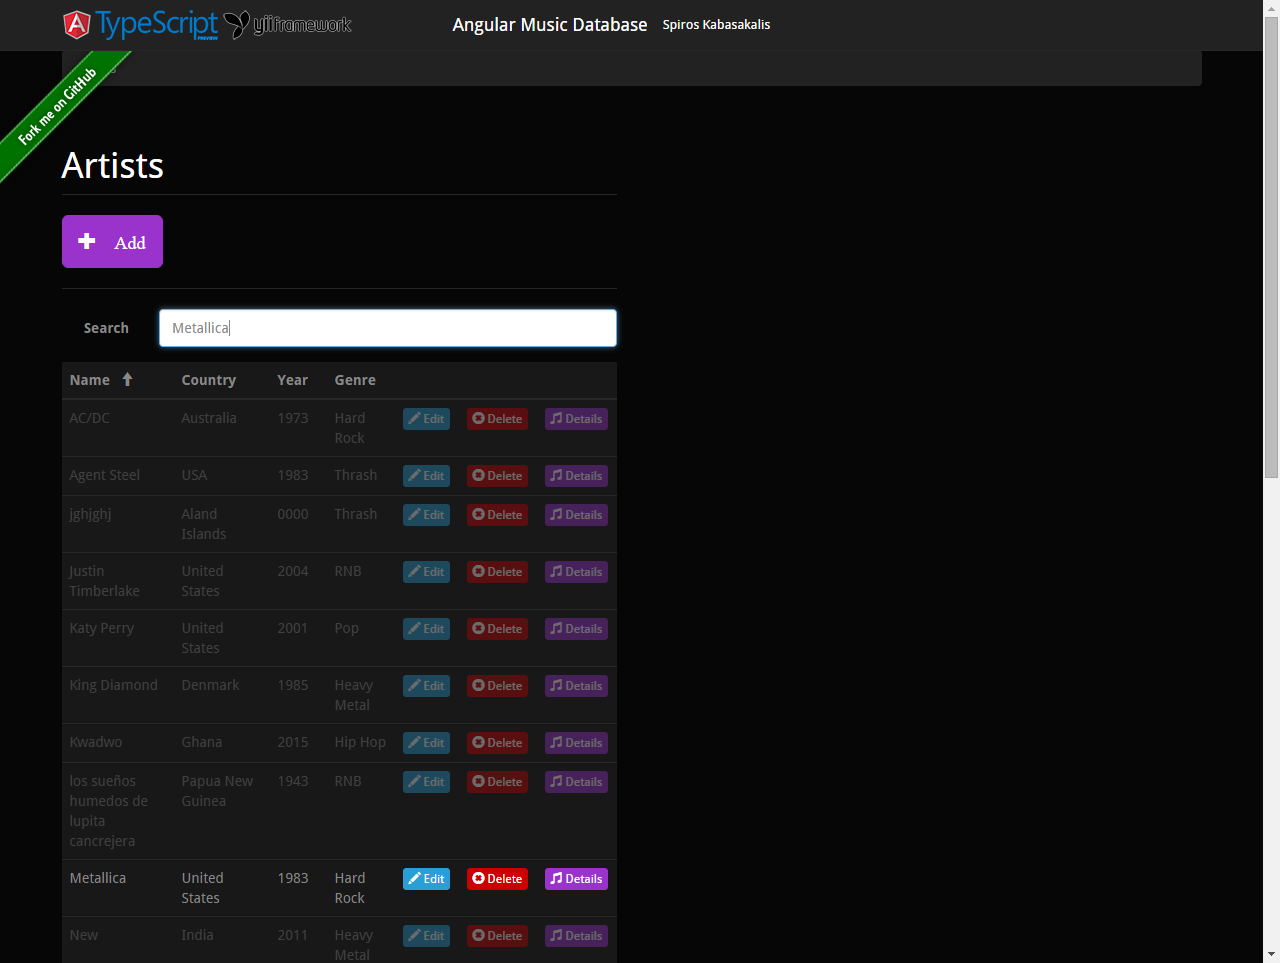 TypeScript yiiframework Angular Music Database Spiros Kabasakalis
PREVIEW
Fork me on GitHub
Artists
Add
Search Metallica
Name Country Year Genre
AC/DC Australia 1973 Hard Rock Edit Delete Details
Agent Steel USA 1983 Thrash Edit Delete Details
jghjghj Aland Islands 0000 Thrash Edit Delete Details
Justin Timberlake United States 2004 RNB Edit Delete Details
Katy Perry United States 2001 Pop Edit Delete Details
King Diamond Denmark 1985 Heavy Metal Edit Delete Details
Kwadwo Ghana 2015 Hip Hop Edit Delete Details
los sueños humedos de lupita cancrejera Papua New Guinea 1943 RNB Edit Delete Details
Metallica United States 1983 Hard Rock Edit Delete Details
New India 2011 Heavy Metal Edit Delete Details